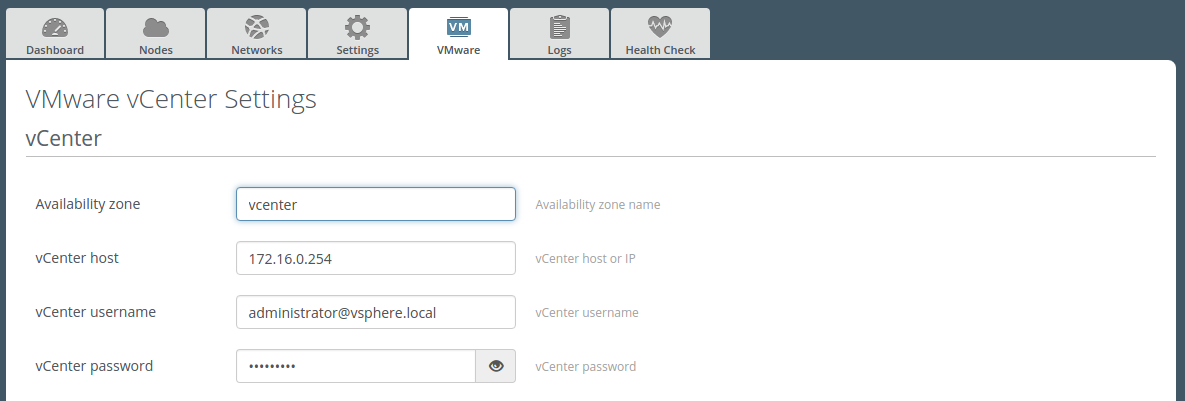 VM
Dashboard Nodes Networks Settings VMware Logs Health Check
VMware vCenter Settings
vCenter
Availability zone vcenter Availability zone name
vCenter host 172.16.0.254 vCenter host or IP
vCenter username administrator@vsphere.local vCenter username
vCenter password ••••••••• vCenter password